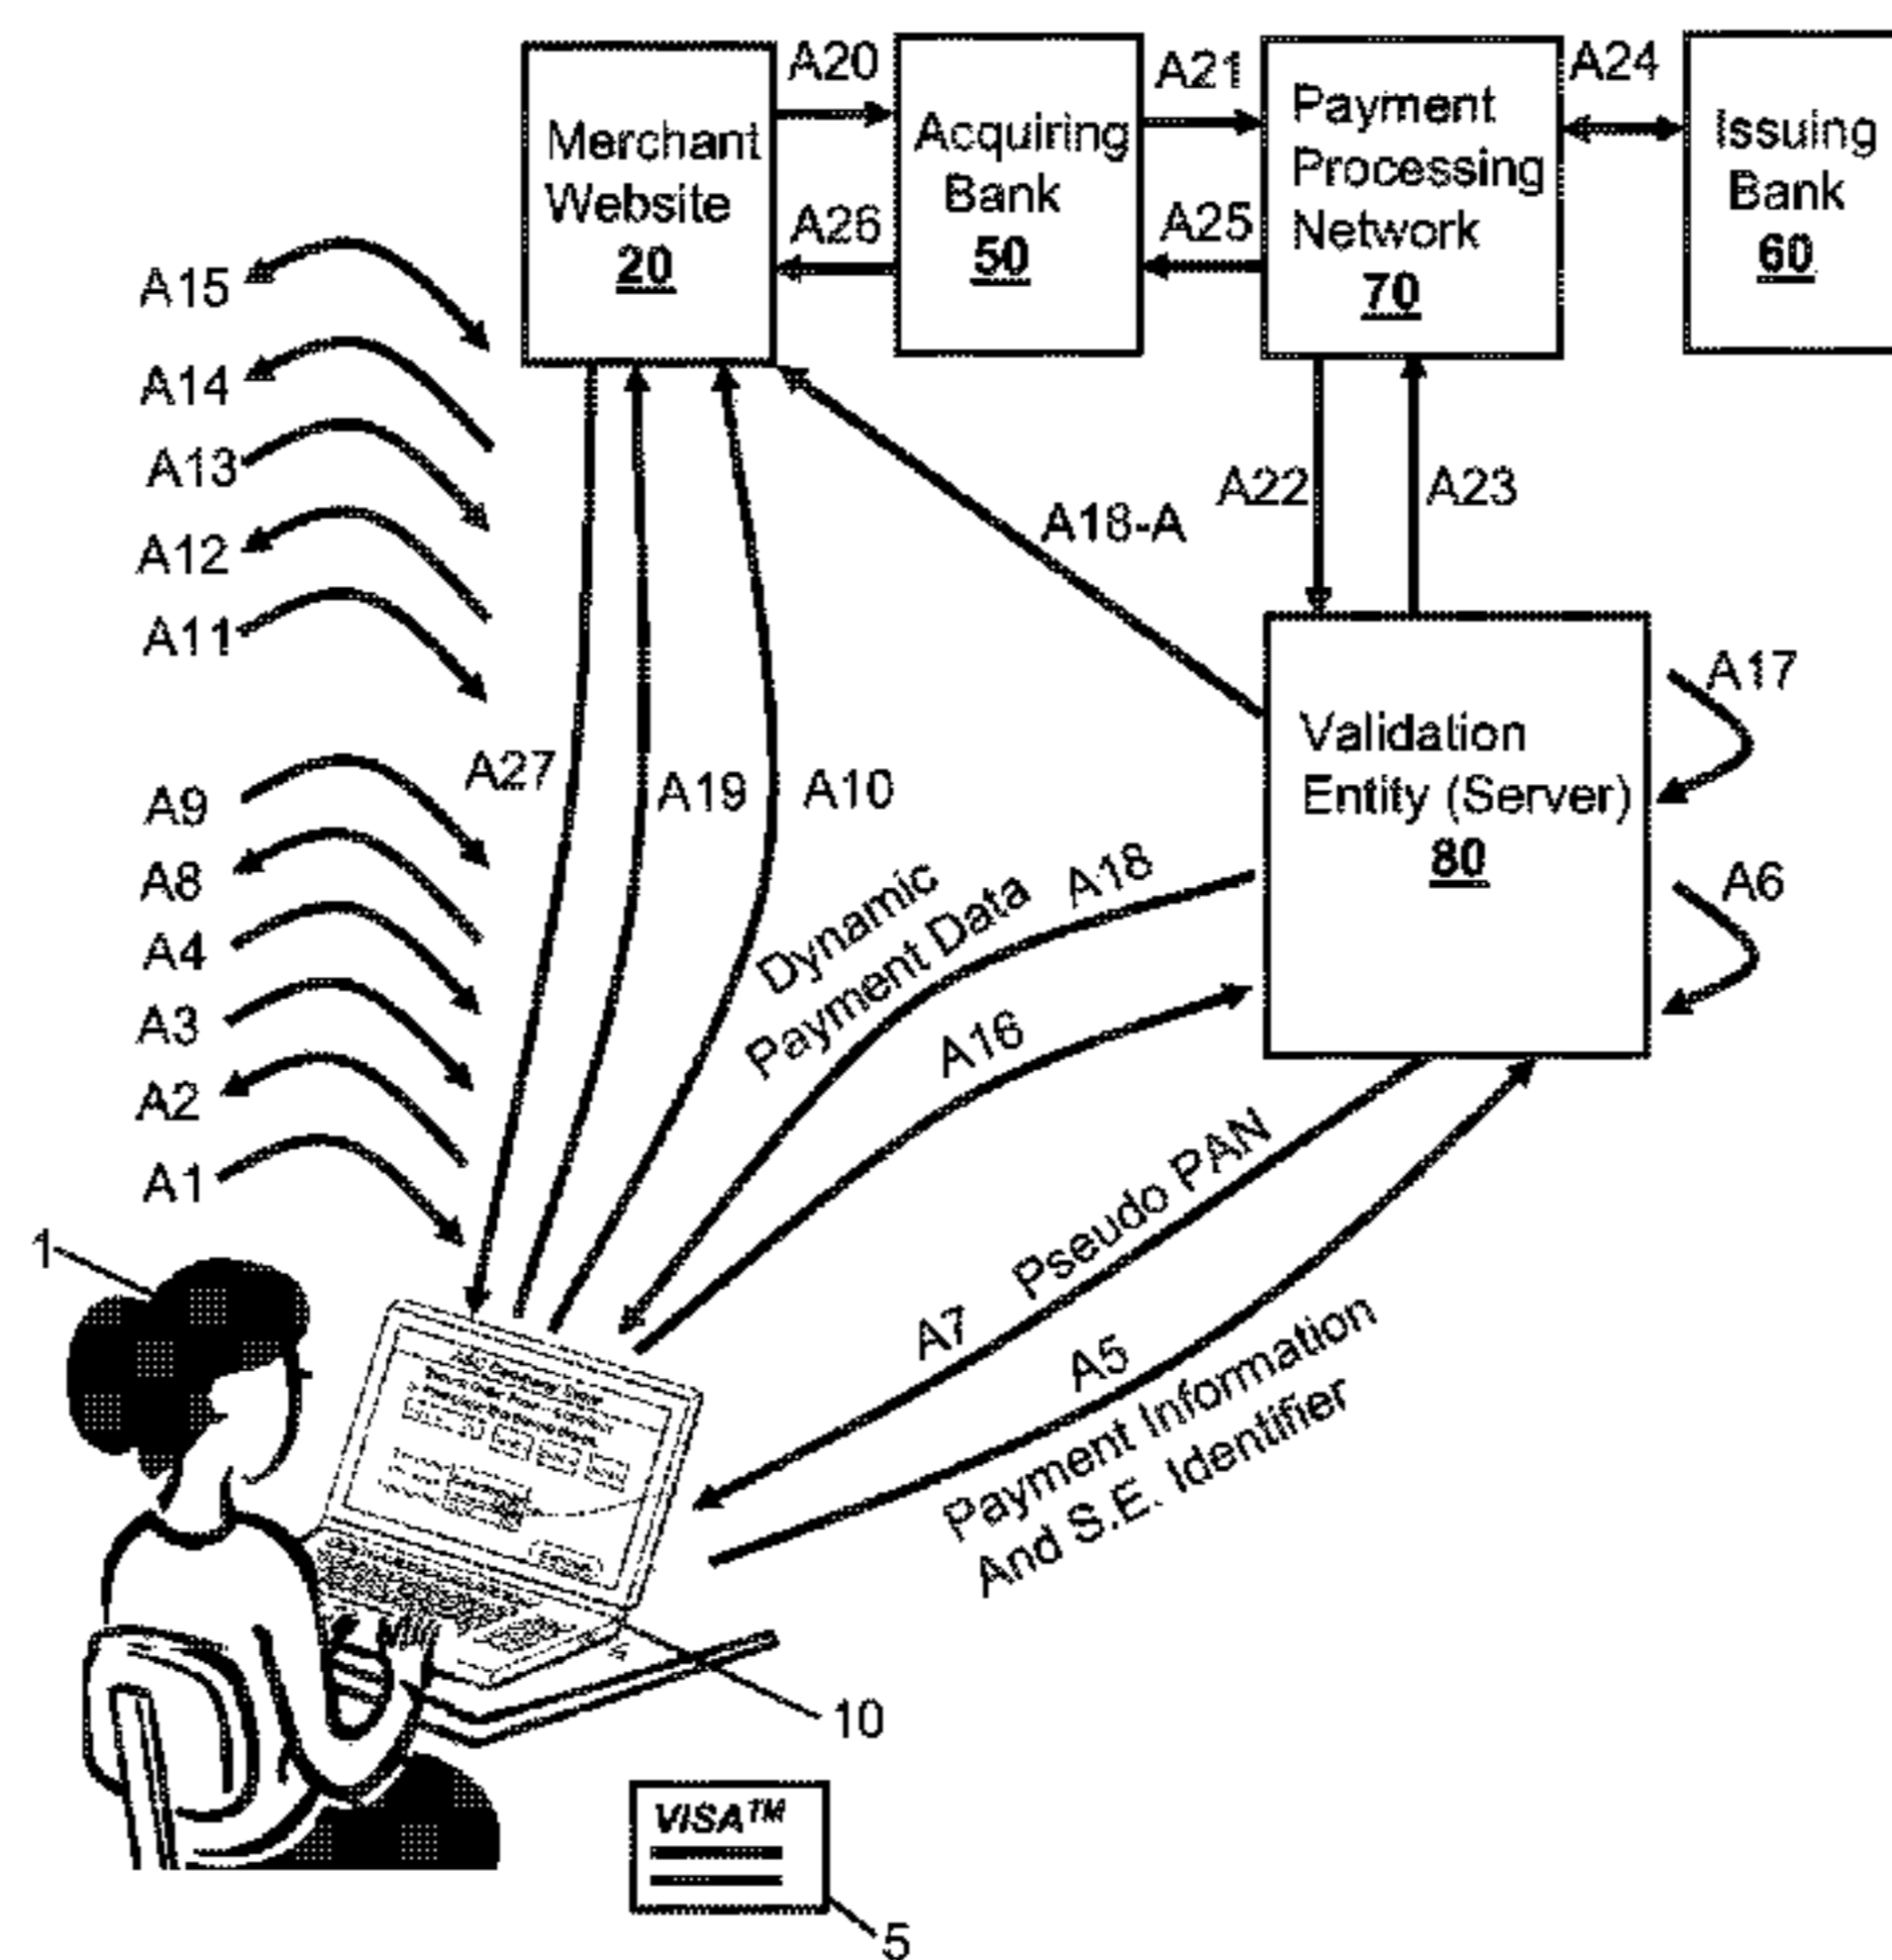 A20
A21
A24
Merchant
Website
20
Acquiring
Bank
50
Payment
Processing
Network
70
Issuing
Bank
60
A26
A25
A15
A14
A13
A12
A11
A9
A8
A4
A3
A2
A1
A27
A19
A10
A18-A
A22
A23
Validation
Entity (Server)
80
A17
A6
Dynamic
Payment Data A18
A16
A7 Pseudo PAN
A5
Payment Information
And S.E. Identifier
1
10
VISA™
5